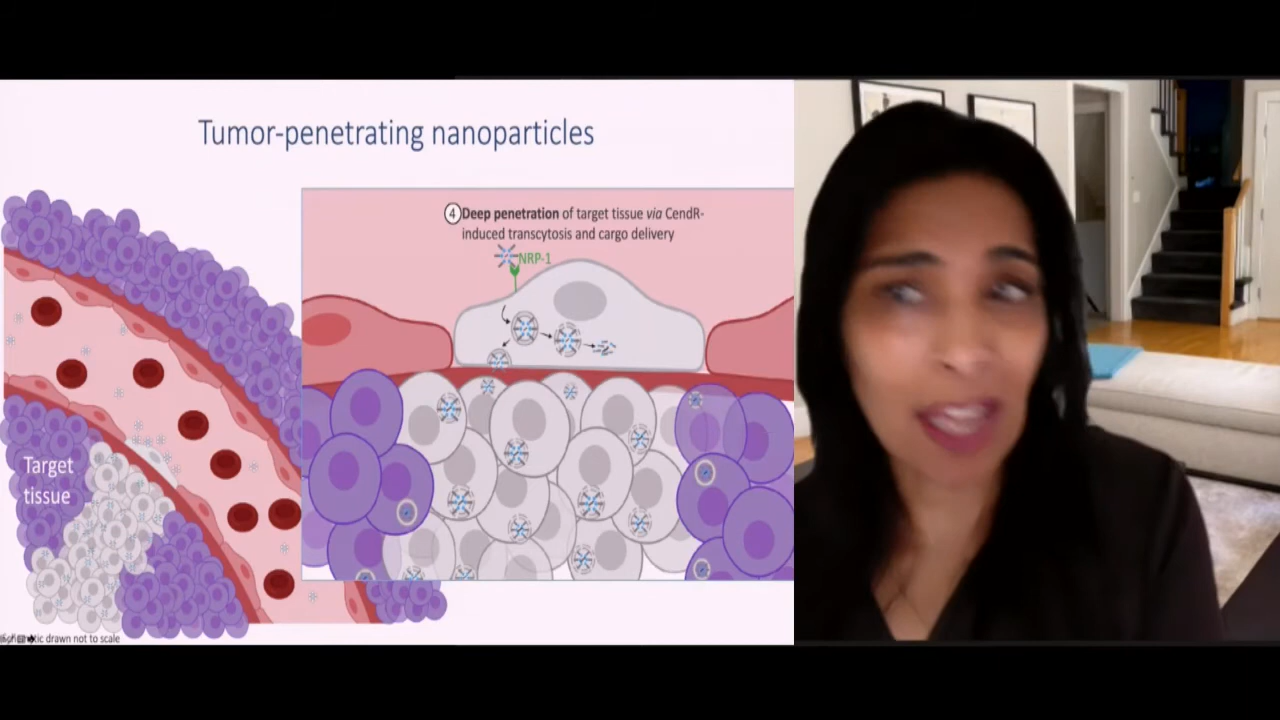 Tumor-penetrating nanoparticles
4 Deep penetration of target tissue via CendR-
induced transcytosis and cargo delivery
NRP-1
Target
tissue
drawn not to scale